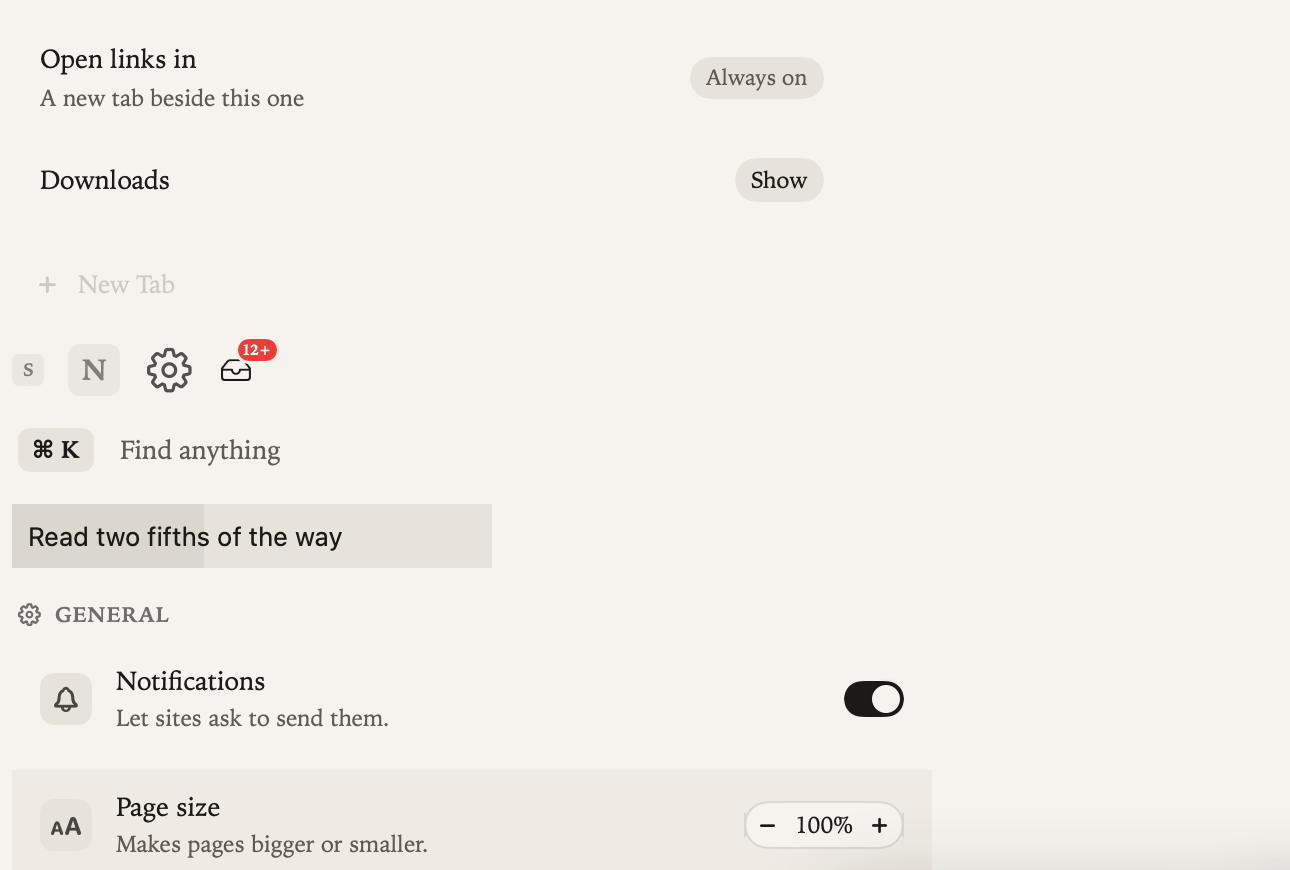 Open links in
Always on
A new tab beside this one
Downloads
Show
+ New Tab
S
N
12+
⌘ K Find anything
Read two fifths of the way
GENERAL
Notifications
Let sites ask to send them.
AA
Page size
− 100% +
Makes pages bigger or smaller.